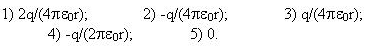 1) 2q/(4πε₀r); 2) -q/(4πε₀r); 3) q/(4πε₀r);
4) -q/(2πε₀r); 5) 0.